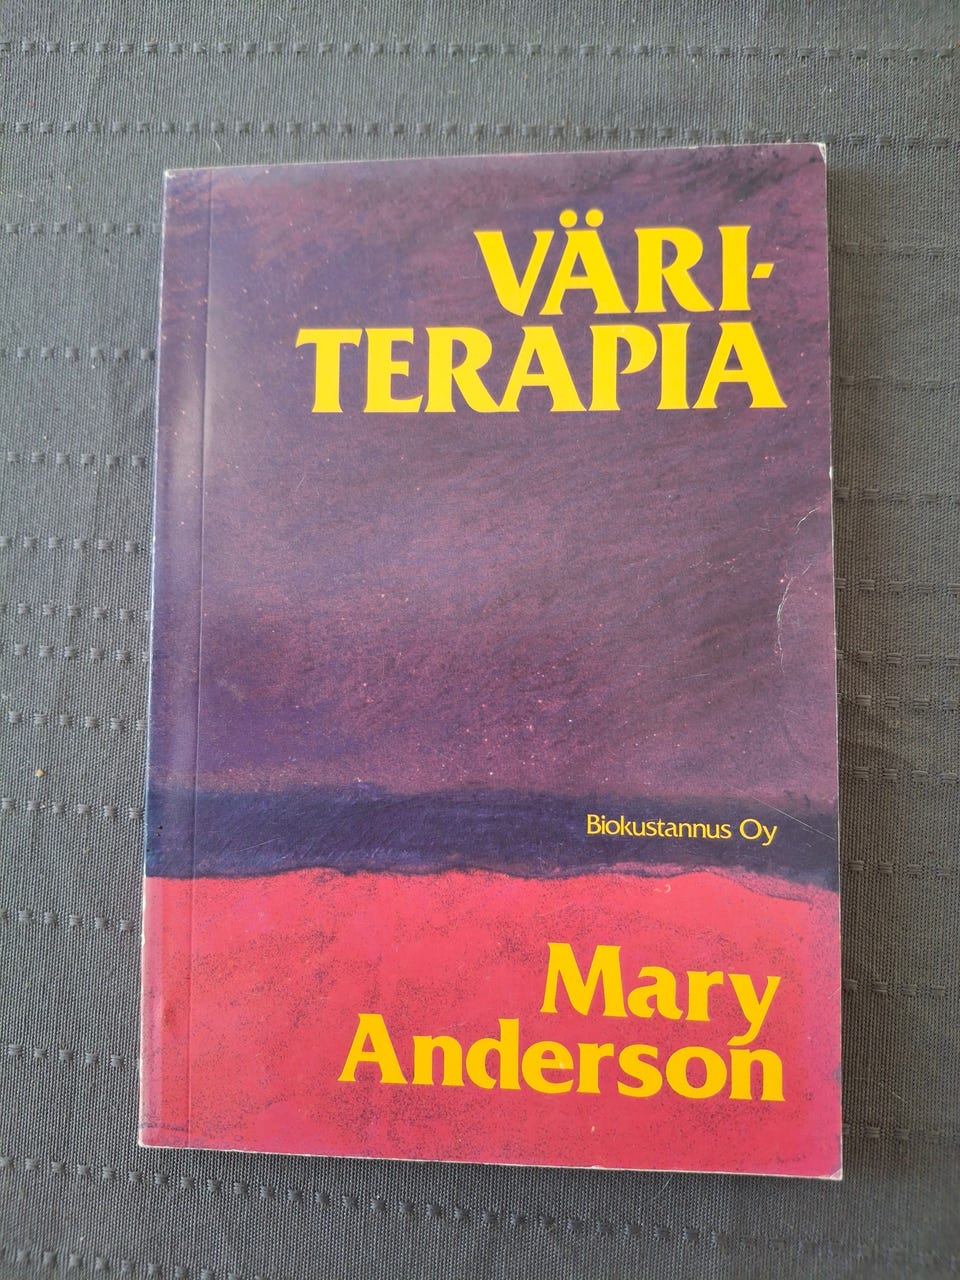 VÄRI-
TERAPIA
Biokustannus Oy
Mary
Anderson